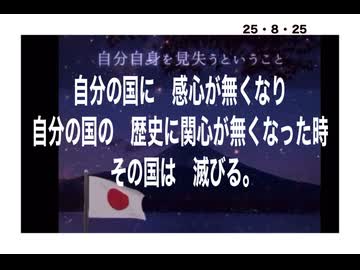 25・8・25
自分自身を見失うということ
自分の国に 感心が無くなり
自分の国の 歴史に関心が無くなった時
その国は 滅びる。